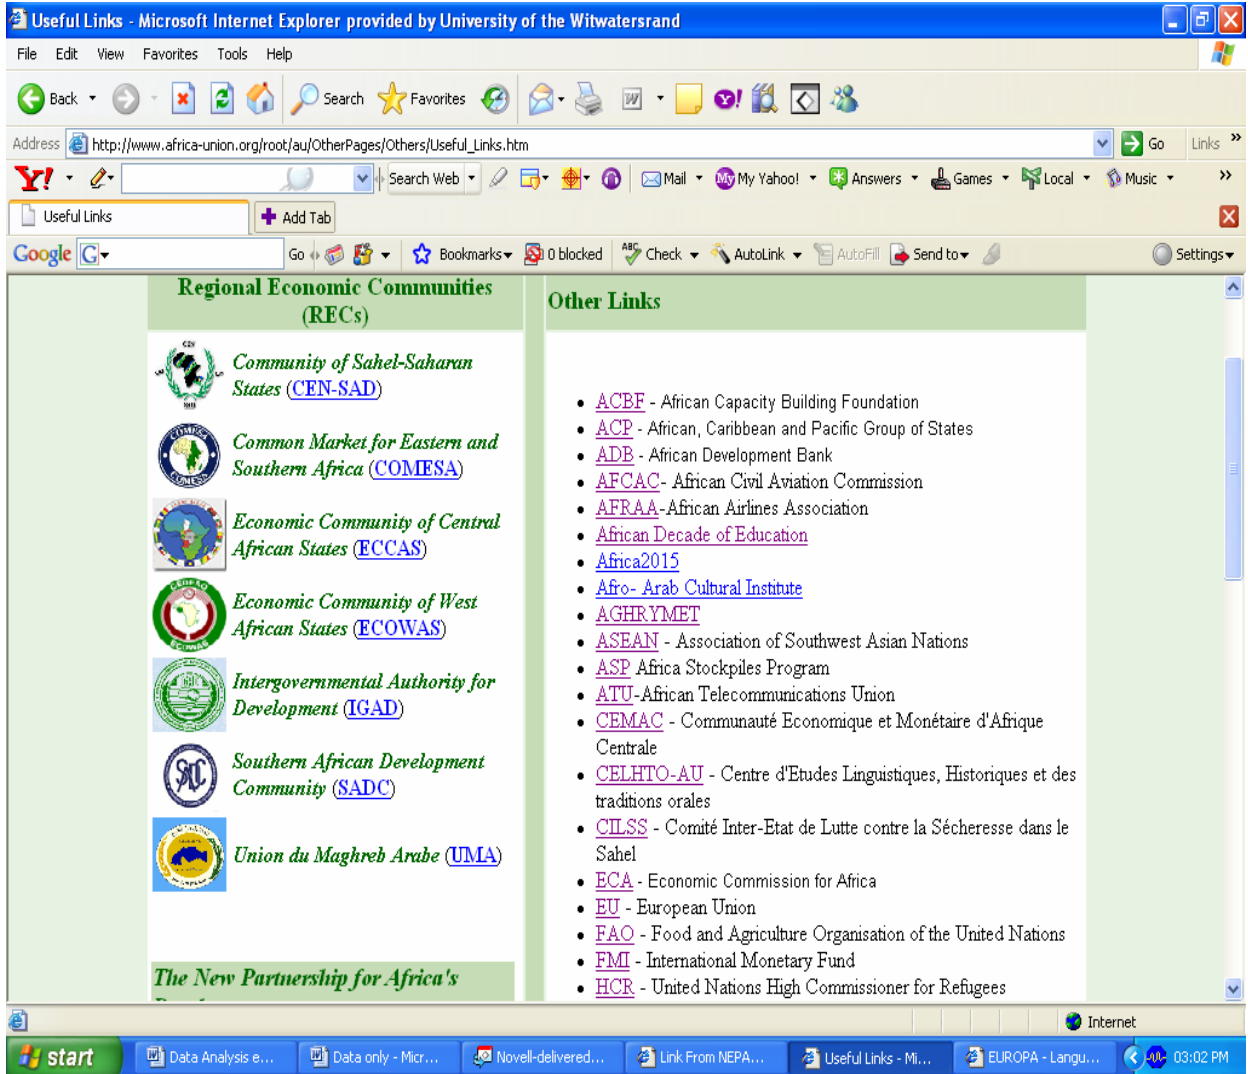 Useful Links - Microsoft Internet Explorer provided by University of the Witwatersrand
File Edit View Favorites Tools Help
Back Search Favorites
Address http://www.africa-union.org/root/au/OtherPages/Others/Useful_Links.htm Go Links »
Y! Search Web Mail My Yahoo! Answers Games Local Music »
Useful Links Add Tab
Google G Go Bookmarks 0 blocked Check AutoLink AutoFill Send to Settings
Regional Economic Communities
(RECs)
Community of Sahel-Saharan
States (CEN-SAD)
Common Market for Eastern and
Southern Africa (COMESA)
Economic Community of Central
African States (ECCAS)
Economic Community of West
African States (ECOWAS)
Intergovernmental Authority for
Development (IGAD)
Southern African Development
Community (SADC)
Union du Maghreb Arabe (UMA)
The New Partnership for Africa's
Other Links
• ACBF - African Capacity Building Foundation
• ACP - African, Caribbean and Pacific Group of States
• ADB - African Development Bank
• AFCAC- African Civil Aviation Commission
• AFRAA-African Airlines Association
• African Decade of Education
• Africa2015
• Afro- Arab Cultural Institute
• AGHRYMET
• ASEAN - Association of Southwest Asian Nations
• ASP Africa Stockpiles Program
• ATU-African Telecommunications Union
• CEMAC - Communauté Economique et Monétaire d'Afrique
Centrale
• CELHTO-AU - Centre d'Etudes Linguistiques, Historiques et des
traditions orales
• CILSS - Comité Inter-Etat de Lutte contre la Sécheresse dans le
Sahel
• ECA - Economic Commission for Africa
• EU - European Union
• FAO - Food and Agriculture Organisation of the United Nations
• FMI - International Monetary Fund
• HCR - United Nations High Commissioner for Refugees
Internet
start Data Analysis e... Data only - Micr... Novell-delivered... Link From NEPA... Useful Links - Mi... EUROPA - Langu... 03:02 PM